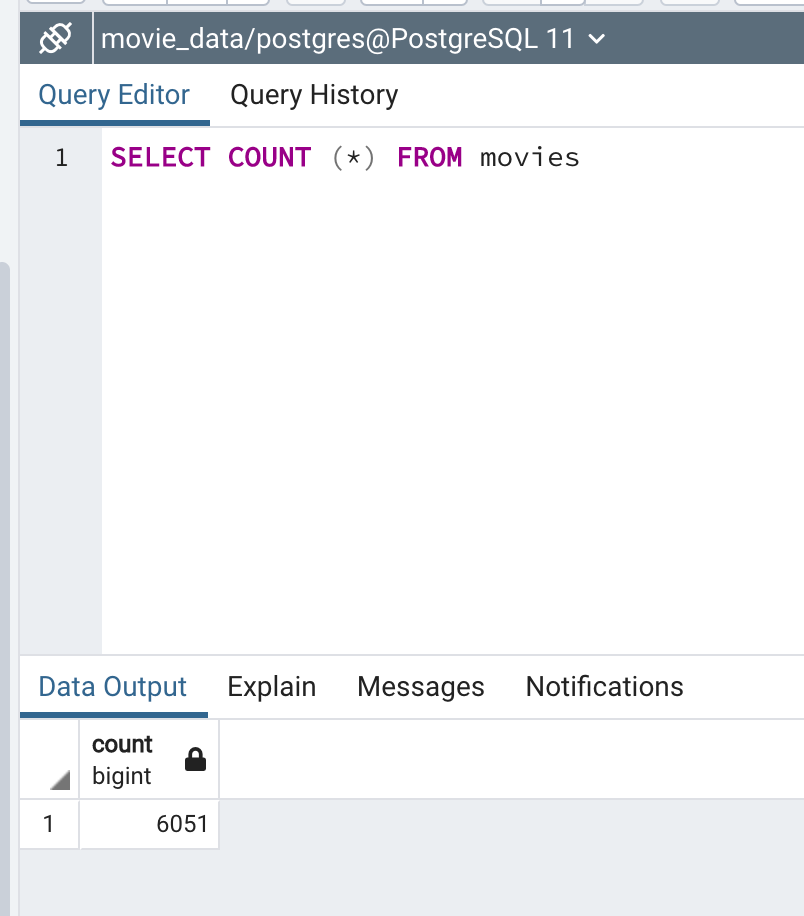 movie_data/postgres@PostgreSQL 11
Query Editor Query History
1 SELECT COUNT (*) FROM movies
Data Output Explain Messages Notifications
count
bigint
1 6051